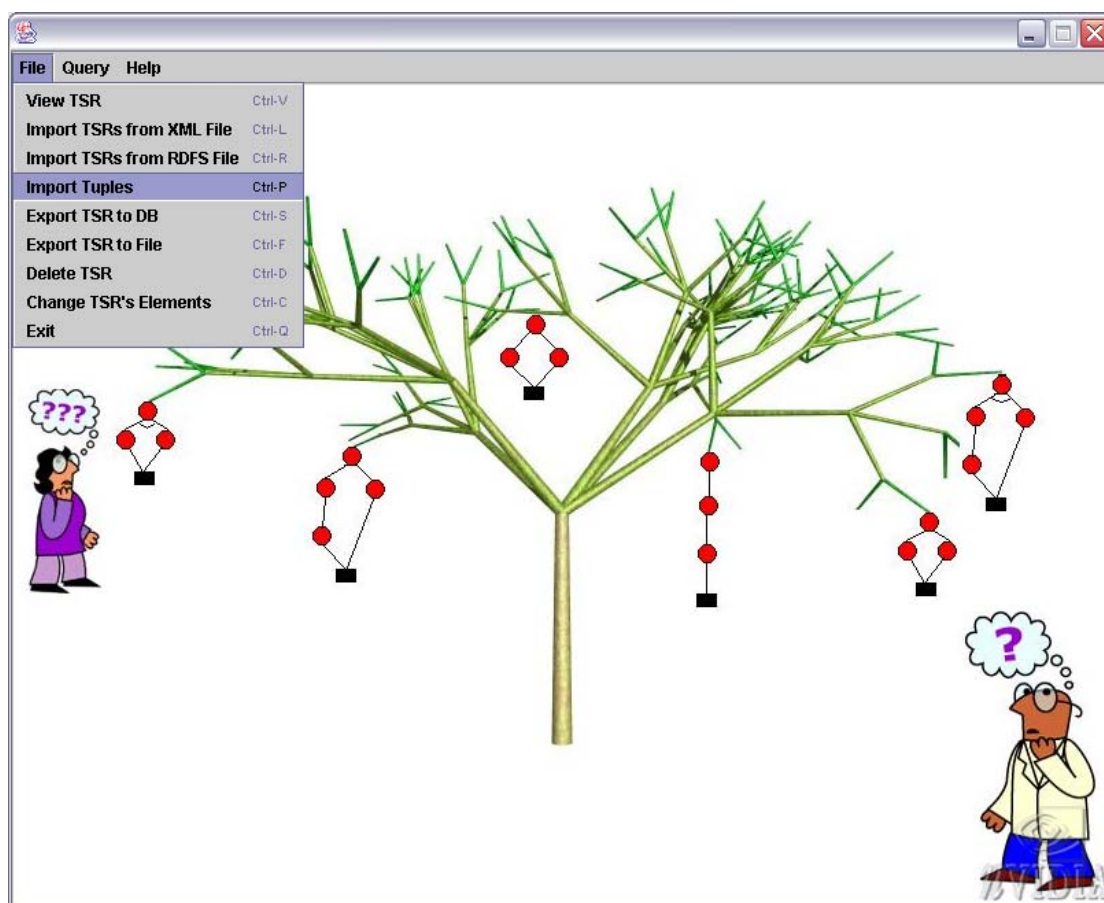 File Query Help
View TSR Ctrl-V
Import TSRs from XML File Ctrl-L
Import TSRs from RDFS File Ctrl-R
Import Tuples Ctrl-P
Export TSR to DB Ctrl-S
Export TSR to File Ctrl-F
Delete TSR Ctrl-D
Change TSR's Elements Ctrl-C
Exit Ctrl-Q
???
?
nVIDIA